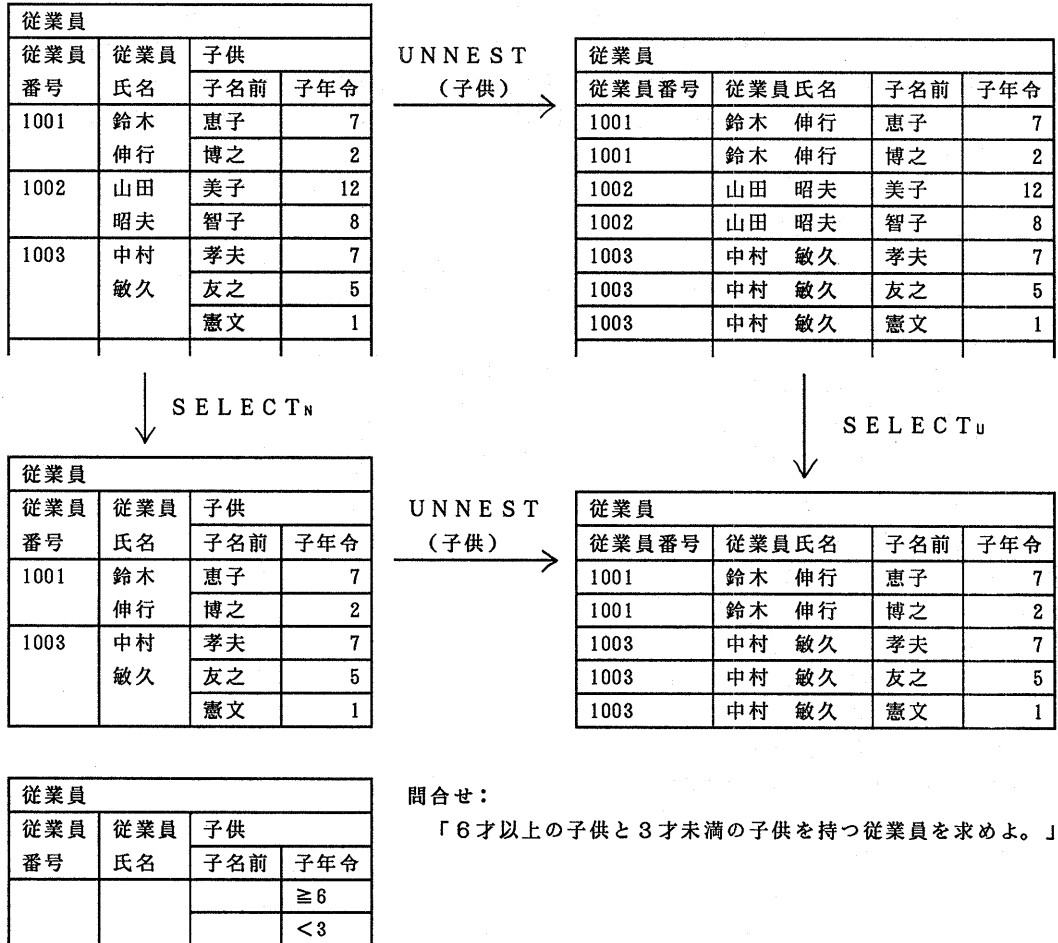 従業員
従業員 従業員 子供
番号 氏名 子名前 子年令
1001 鈴木 恵子 7
伸行 博之 2
1002 山田 美子 12
昭夫 智子 8
1003 中村 孝夫 7
敏久 友之 5
憲文 1
UNNEST
(子供)
従業員
従業員番号 従業員氏名 子名前 子年令
1001 鈴木 伸行 恵子 7
1001 鈴木 伸行 博之 2
1002 山田 昭夫 美子 12
1002 山田 昭夫 智子 8
1003 中村 敏久 孝夫 7
1003 中村 敏久 友之 5
1003 中村 敏久 憲文 1
SELECTN
SELECTU
従業員
従業員 従業員 子供
番号 氏名 子名前 子年令
1001 鈴木 恵子 7
伸行 博之 2
1003 中村 孝夫 7
敏久 友之 5
憲文 1
UNNEST
(子供)
従業員
従業員番号 従業員氏名 子名前 子年令
1001 鈴木 伸行 恵子 7
1001 鈴木 伸行 博之 2
1003 中村 敏久 孝夫 7
1003 中村 敏久 友之 5
1003 中村 敏久 憲文 1
従業員
従業員 従業員 子供
番号 氏名 子名前 子年令
≧6
<3
問合せ:
「6才以上の子供と3才未満の子供を持つ従業員を求めよ。」